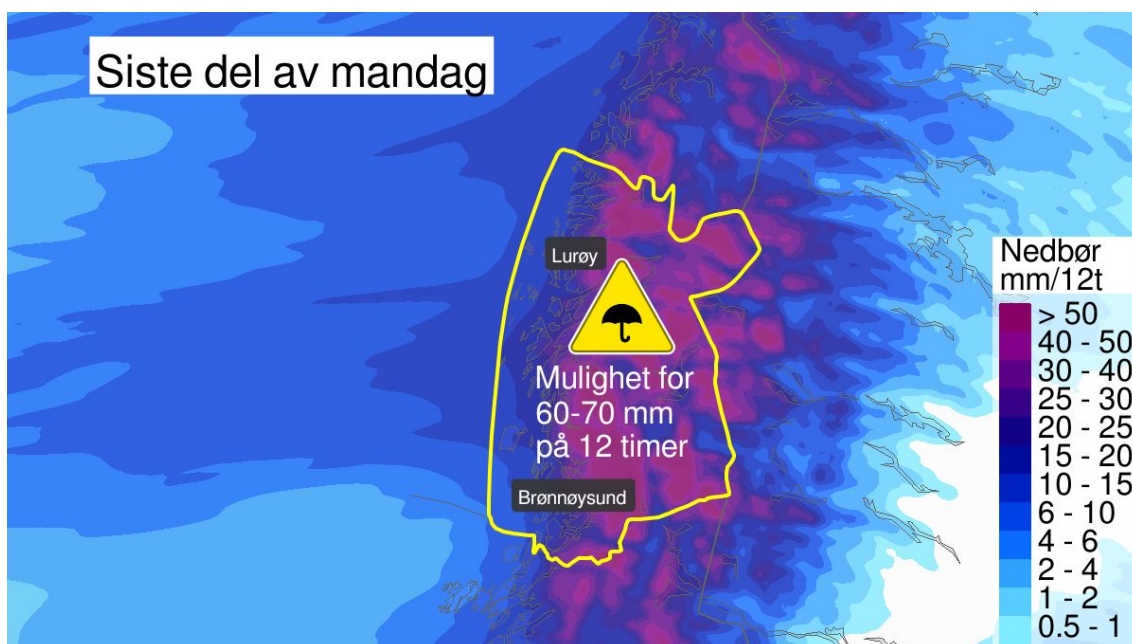 Siste del av mandag
Lurøy
Mulighet for
60-70 mm
på 12 timer
Brønnøysund
Nedbør
mm/12t
> 50
40 - 50
30 - 40
25 - 30
20 - 25
15 - 20
10 - 15
6 - 10
4 - 6
2 - 4
1 - 2
0.5 - 1